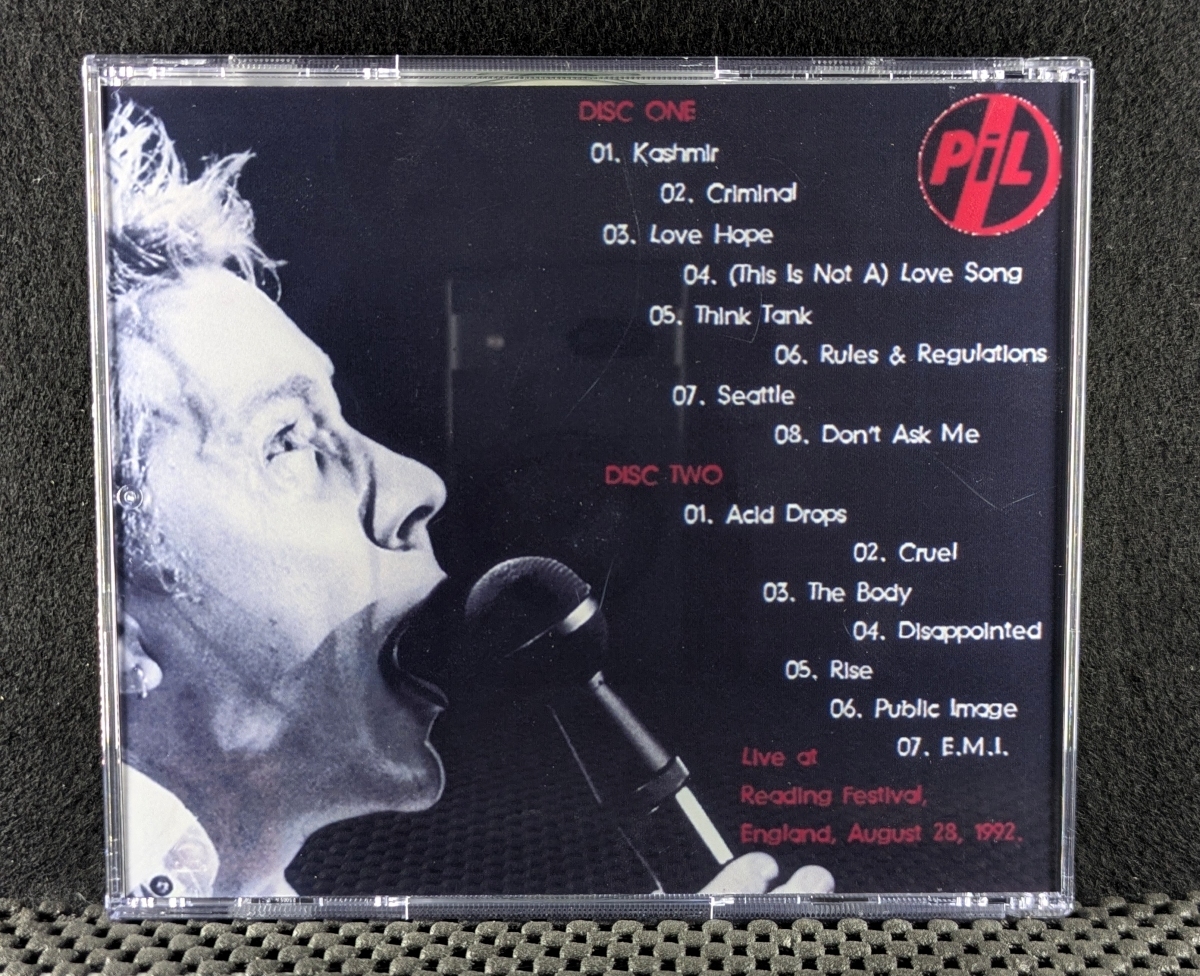 DISC ONE
PiL
01. Kashmir
02. Criminal
03. Love Hope
04. (This Is Not A) Love Song
05. Think Tank
06. Rules & Regulations
07. Seattle
08. Don't Ask Me
DISC TWO
01. Acid Drops
02. Cruel
03. The Body
04. Disappointed
05. Rise
06. Public Image
07. E.M.I.
Live at
Reading Festival,
England, August 28, 1992.